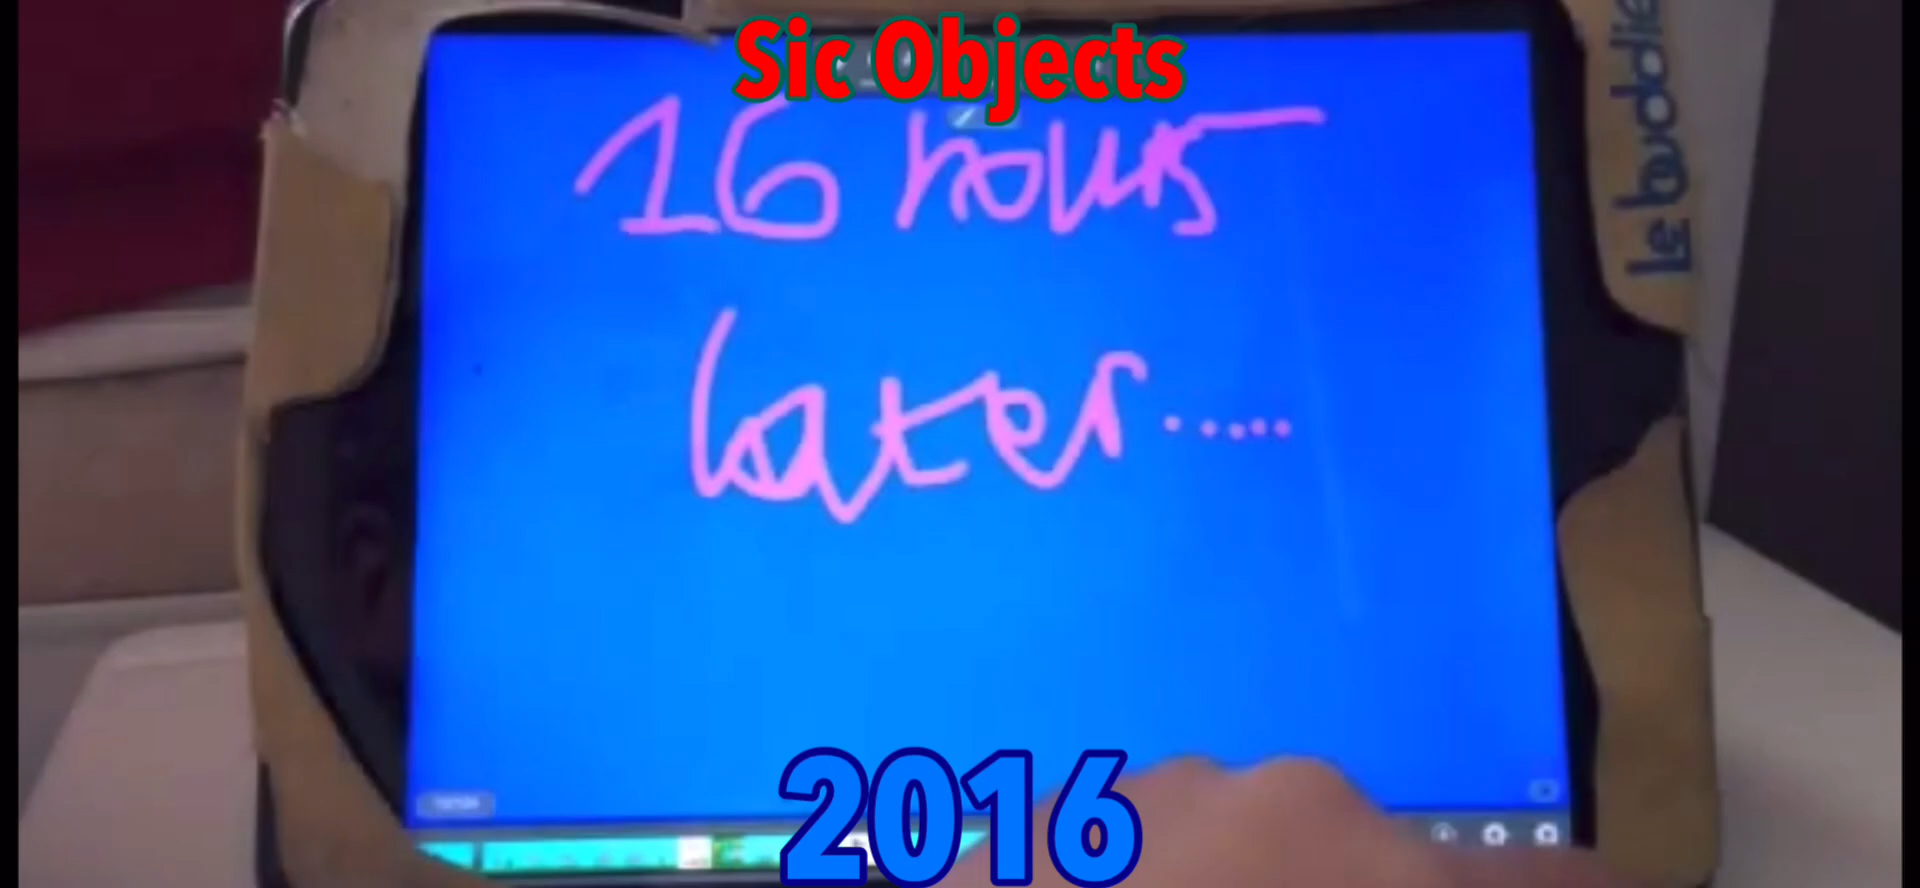 Sic Objects
16 hours
later.....
Le buddie
2016